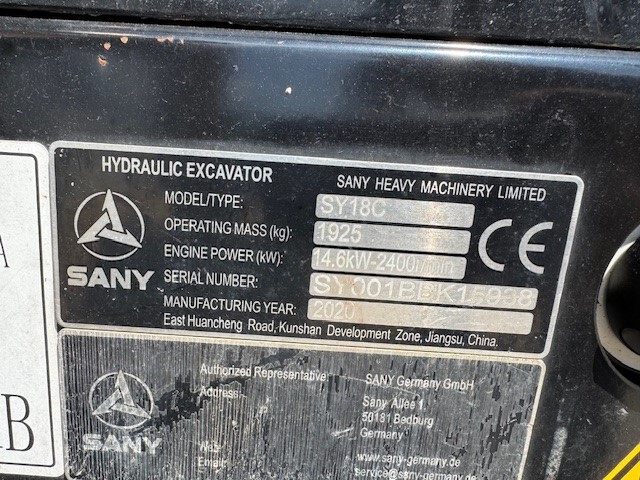 HYDRAULIC EXCAVATOR
SANY HEAVY MACHINERY LIMITED
MODEL/TYPE: SY18C
OPERATING MASS (kg): 1925
ENGINE POWER (kW): 14.6kW-2400r/min
SERIAL NUMBER:
MANUFACTURING YEAR: 2020
East Huancheng Road, Kunshan Development Zone, Jiangsu, China.
SANY
CE
A
B
Authorized Representative SANY Germany GmbH
Address: Sany Allee 1.
50181 Bedburg
Germany
SANY
Email:
www.sany-germany.de
service@sany-germany.de